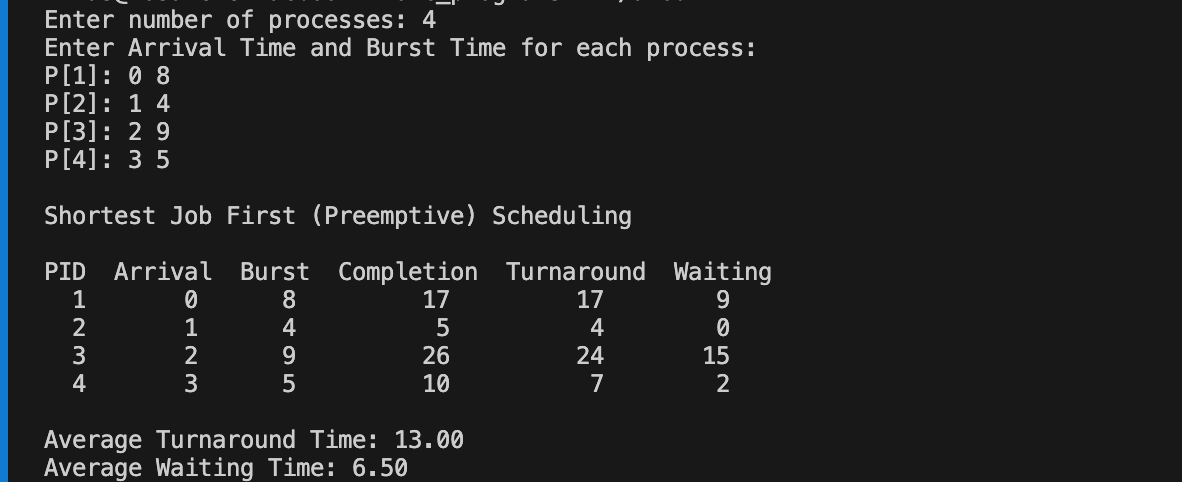 Enter number of processes: 4
Enter Arrival Time and Burst Time for each process:
P[1]: 0 8
P[2]: 1 4
P[3]: 2 9
P[4]: 3 5
Shortest Job First (Preemptive) Scheduling
PID  Arrival  Burst  Completion  Turnaround  Waiting
  1       0      8         17         17        9
  2       1      4          5          4        0
  3       2      9         26         24       15
  4       3      5         10          7        2
Average Turnaround Time: 13.00
Average Waiting Time: 6.50